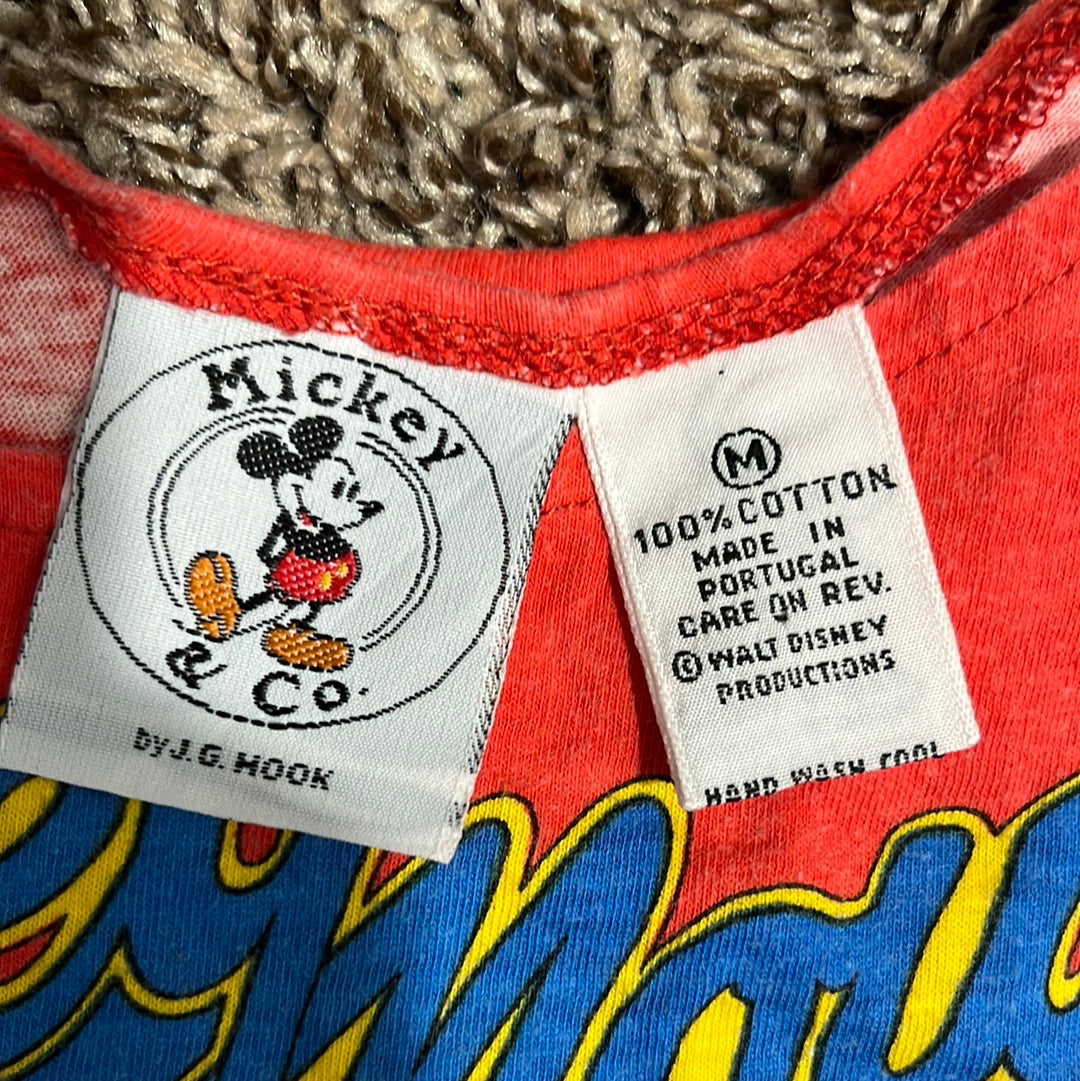 Mickey
& Co.
by J.G. HOOK
M
100% COTTON
MADE IN
PORTUGAL
CARE ON REV.
© WALT DISNEY
PRODUCTIONS
HAND WASH COOL